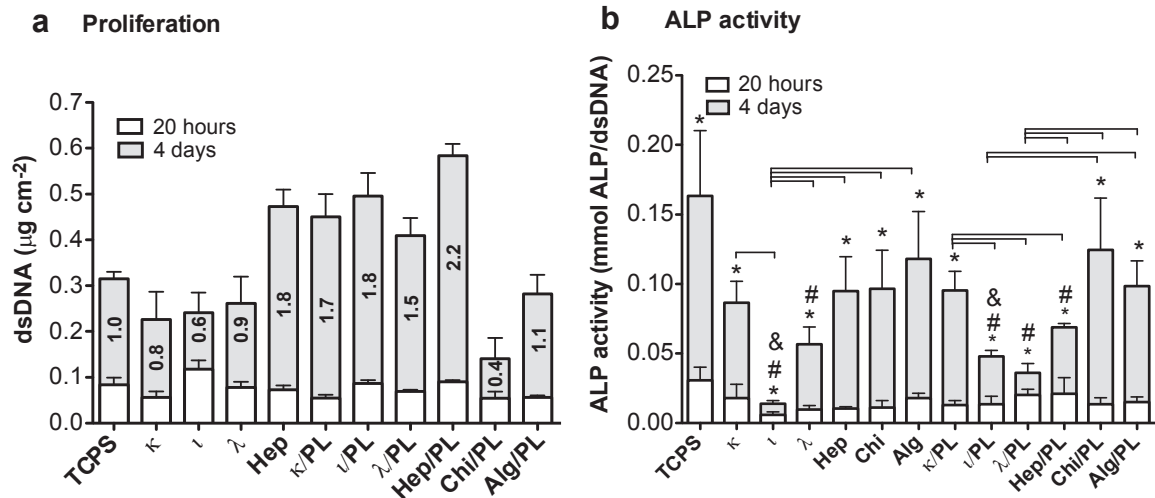 a Proliferation
dsDNA (µg cm-2)
0.7
0.6
0.5
0.4
0.3
0.2
0.1
0.0
20 hours
4 days
1.0
0.8
0.6
0.9
1.8
1.7
1.8
1.5
2.2
0.4
1.1
TCPS
κ
ι
λ
Hep
κ/PL
ι/PL
λ/PL
Hep/PL
Chi/PL
Alg/PL
b ALP activity
ALP activity (mmol ALP/dsDNA)
0.25
0.20
0.15
0.10
0.05
0.00
20 hours
4 days
*
*
&
#
*
#
*
*
*
*
*
&
#
*
#
*
#
*
*
*
TCPS
κ
ι
λ
Hep
Chi
Alg
κ/PL
ι/PL
λ/PL
Hep/PL
Chi/PL
Alg/PL